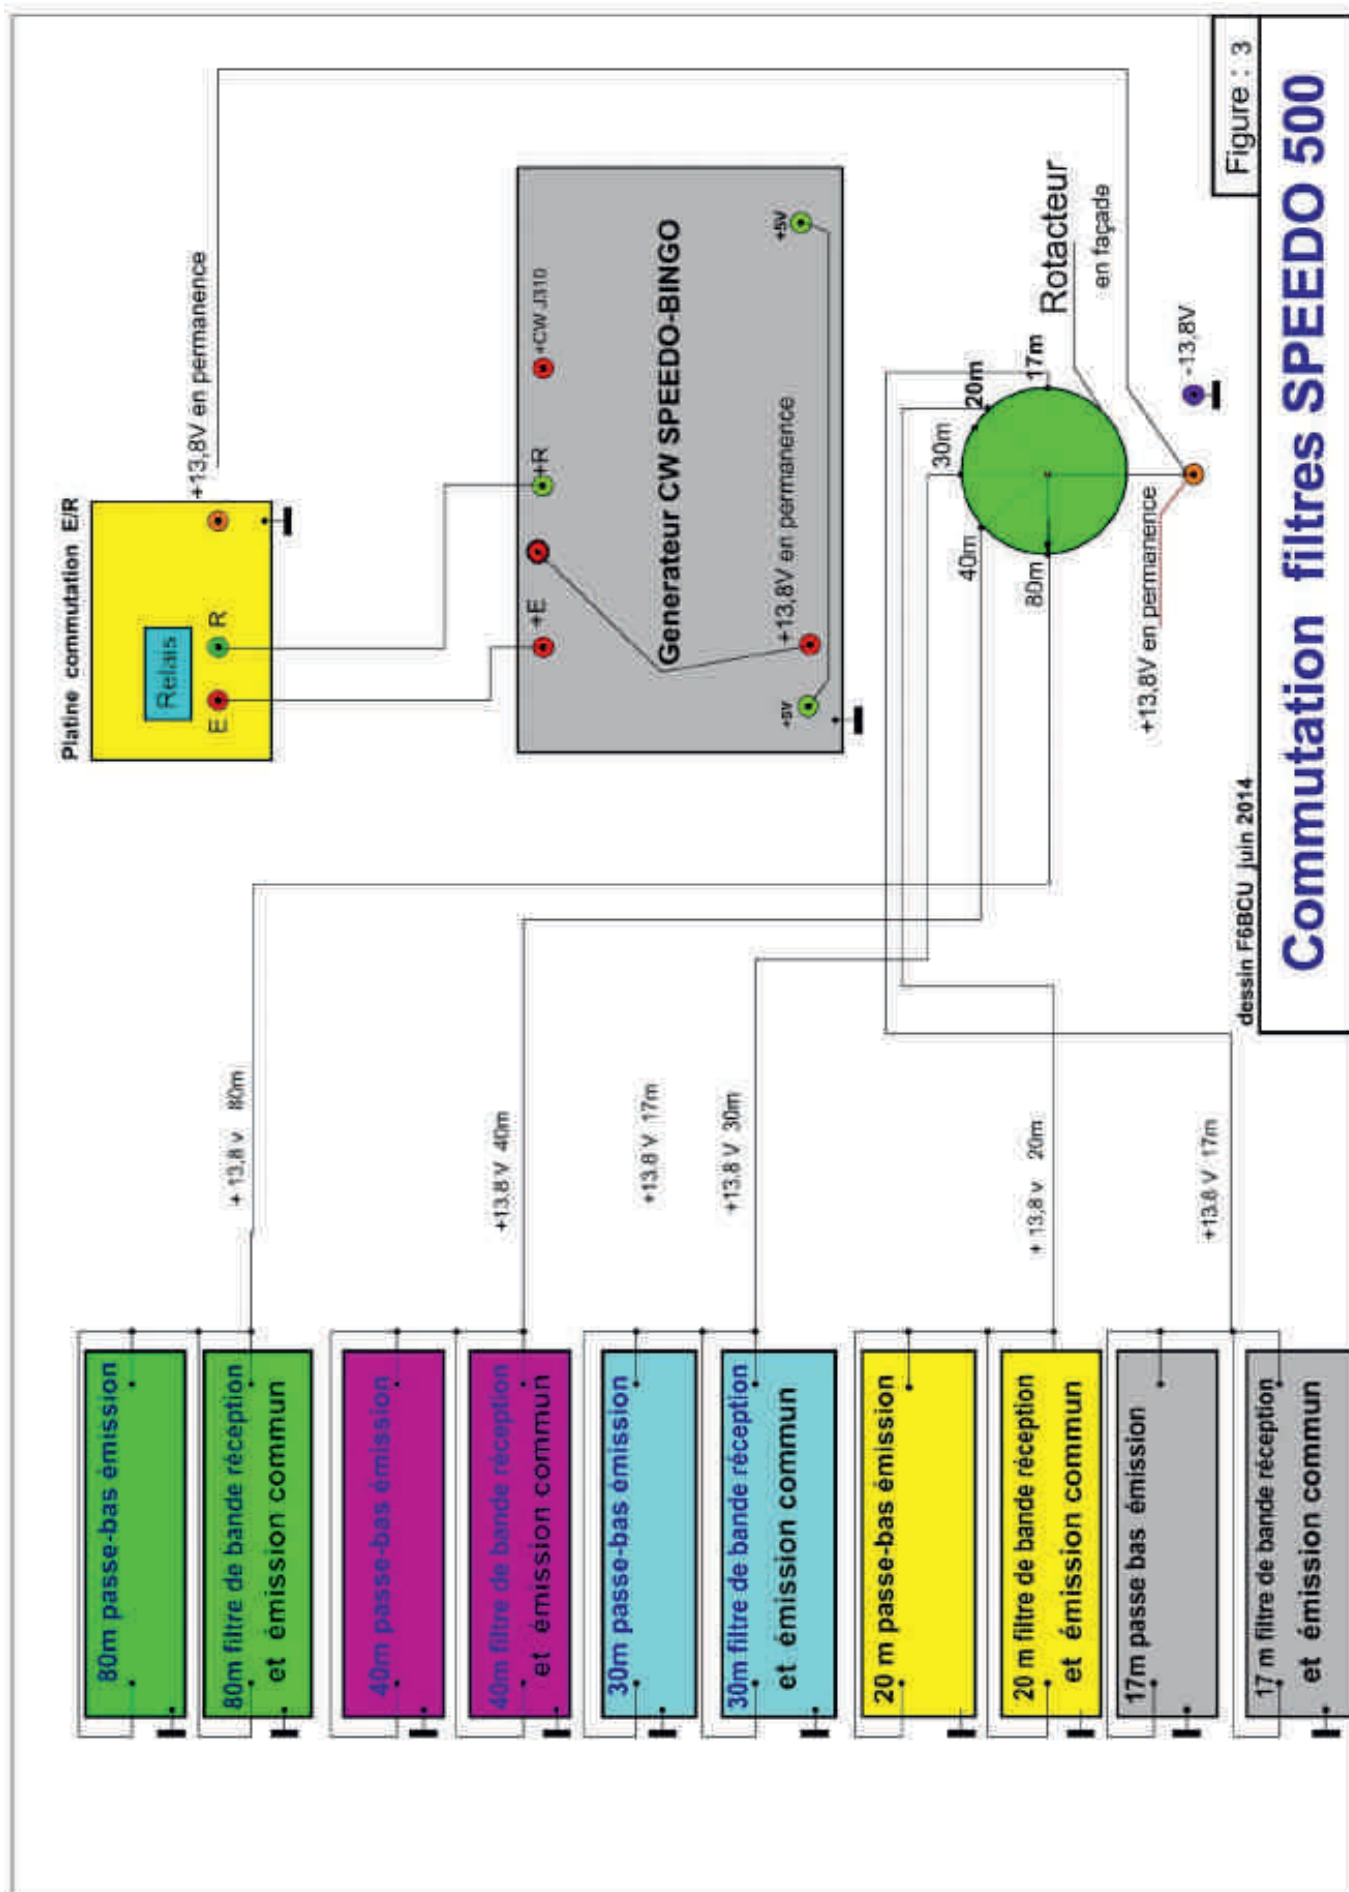 Platine commutation E/R
Relais
E
R
+13,8V en permanence
+E
+R
+CW J310
Generateur CW SPEEDO-BINGO
+5V
+13,8V en permanence
+5V
80m passe-bas émission
80m filtre de bande réception
et émission commun
+ 13,8 v 80m
40m passe-bas émission
40m filtre de bande réception
et émission commun
+13.8 V 40m
30m passe-bas émission
+13.8 V 17m
30m filtre de bande réception
et émission commun
+13.8 V 30m
20 m passe-bas émission
20 m filtre de bande réception
et émission commun
+ 13,8 v 20m
17m passe bas émission
17 m filtre de bande réception
et émission commun
+13.8 V 17m
80m
40m
30m
20m
17m
Rotacteur
en façade
+13,8V en permanence
-13,8V
dessin F6BCU juin 2014
Figure : 3
Commutation filtres SPEEDO 500